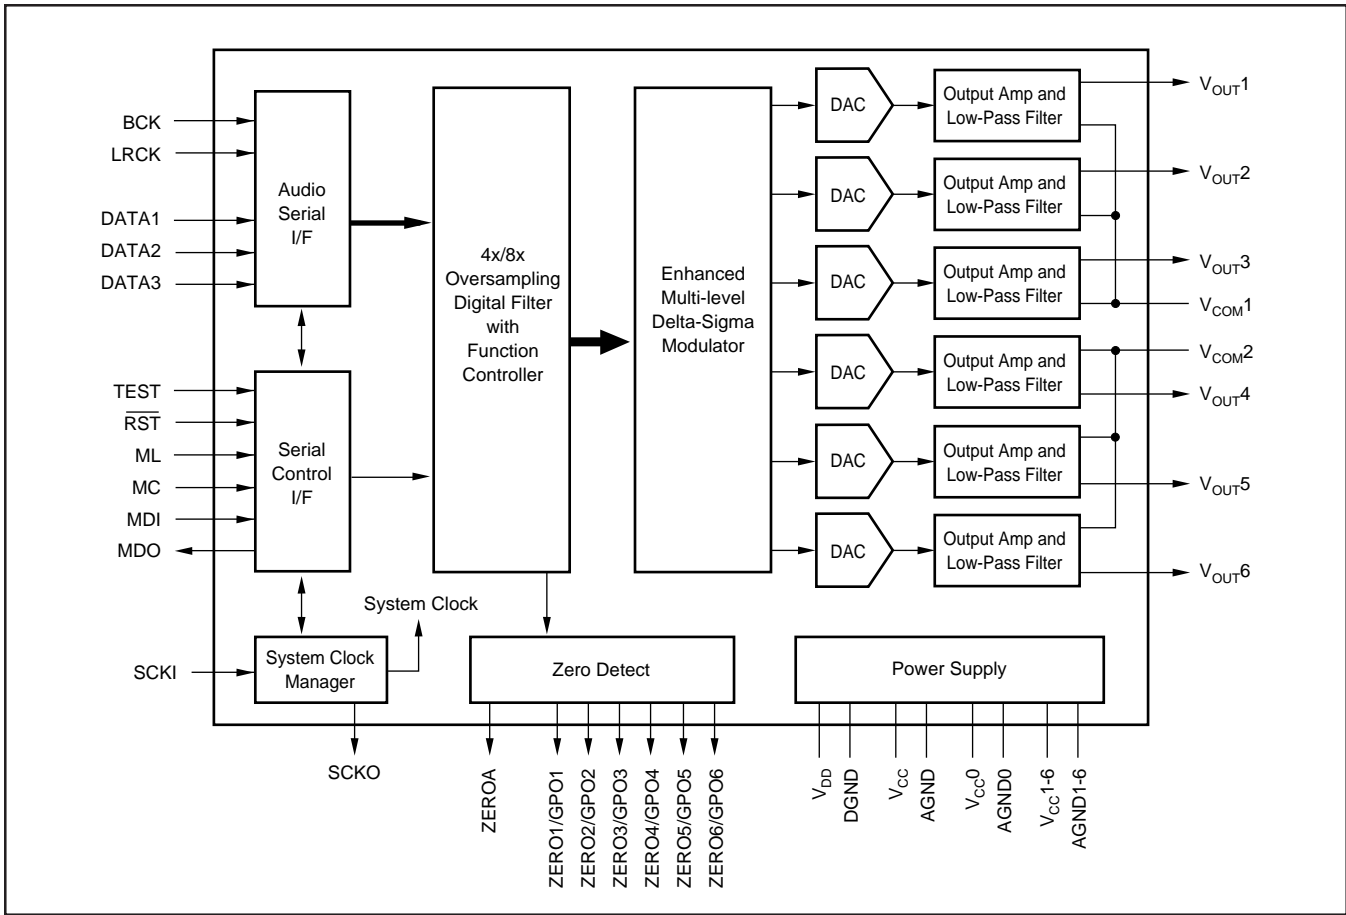 BCK
LRCK
DATA1
DATA2
DATA3
TEST
RST
ML
MC
MDI
MDO
SCKI
Audio
Serial
I/F
Serial
Control
I/F
System Clock
Manager
System Clock
SCKO
4x/8x
Oversampling
Digital Filter
with
Function
Controller
Enhanced
Multi-level
Delta-Sigma
Modulator
DAC
Output Amp and
Low-Pass Filter
DAC
Output Amp and
Low-Pass Filter
DAC
Output Amp and
Low-Pass Filter
DAC
Output Amp and
Low-Pass Filter
DAC
Output Amp and
Low-Pass Filter
DAC
Output Amp and
Low-Pass Filter
VOUT1
VOUT2
VOUT3
VCOM1
VCOM2
VOUT4
VOUT5
VOUT6
Zero Detect
ZEROA
ZERO1/GPO1
ZERO2/GPO2
ZERO3/GPO3
ZERO4/GPO4
ZERO5/GPO5
ZERO6/GPO6
Power Supply
VDD
DGND
VCC
AGND
VCC0
AGND0
VCC1-6
AGND1-6